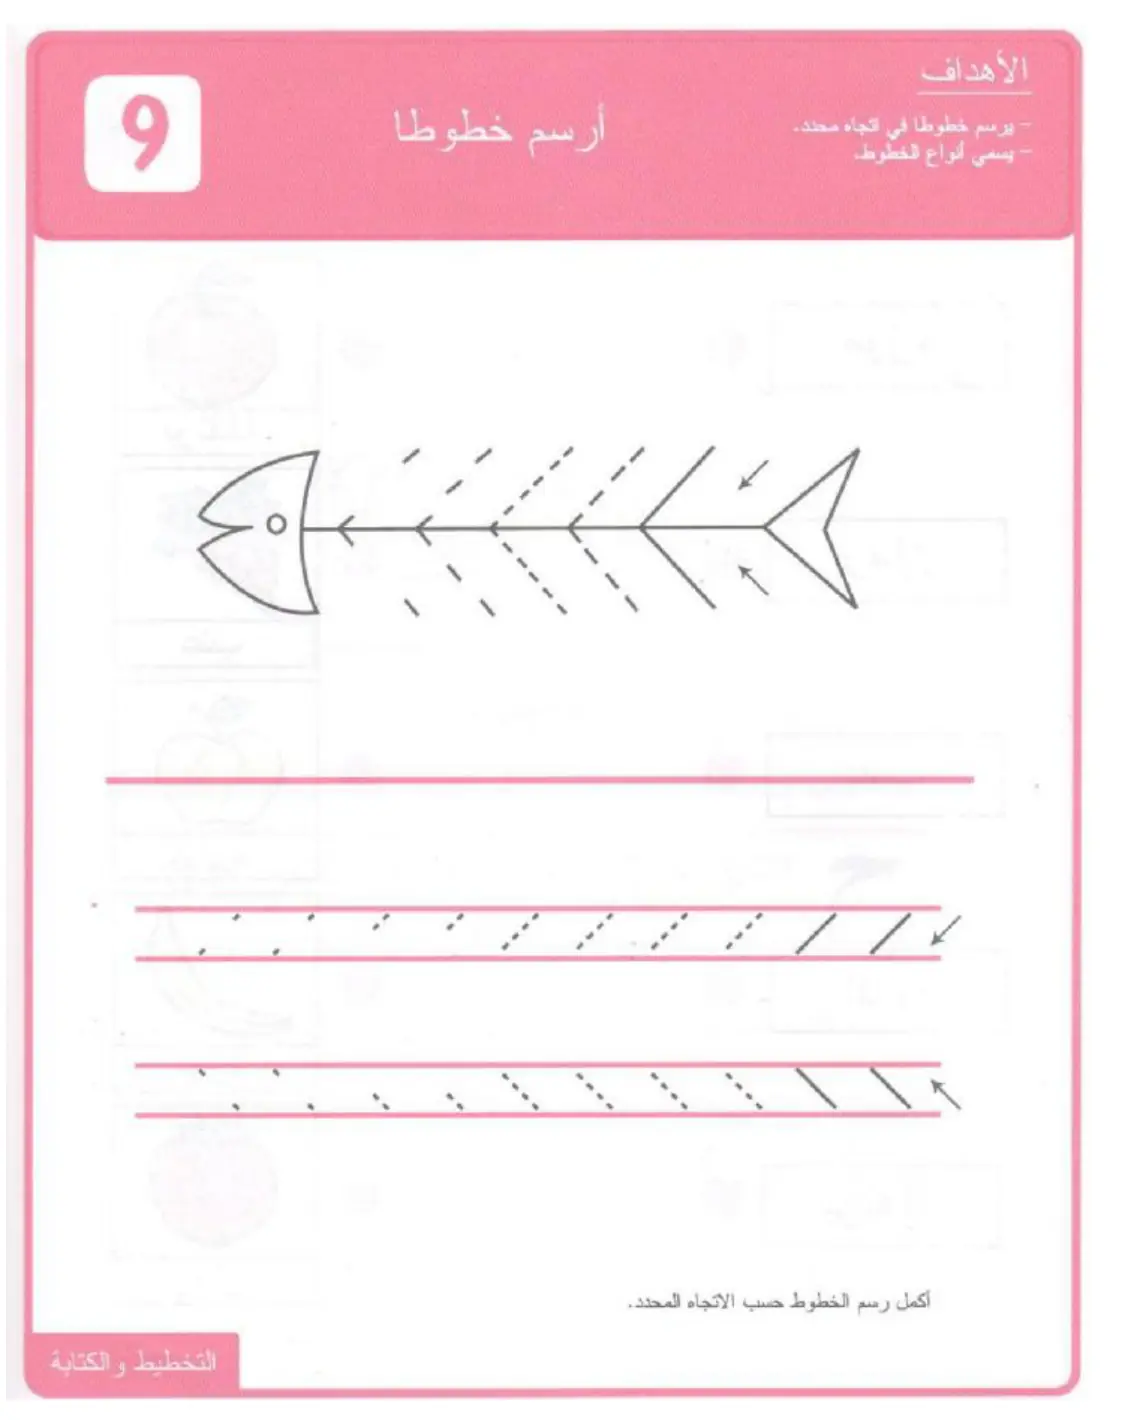 الأهداف
- يرسم خطوطا في اتجاه محدد.
- يسمي أنواع الخطوط.
أرسم خطوطا
9
أكمل رسم الخطوط حسب الاتجاه المحدد.
التخطيط والكتابة